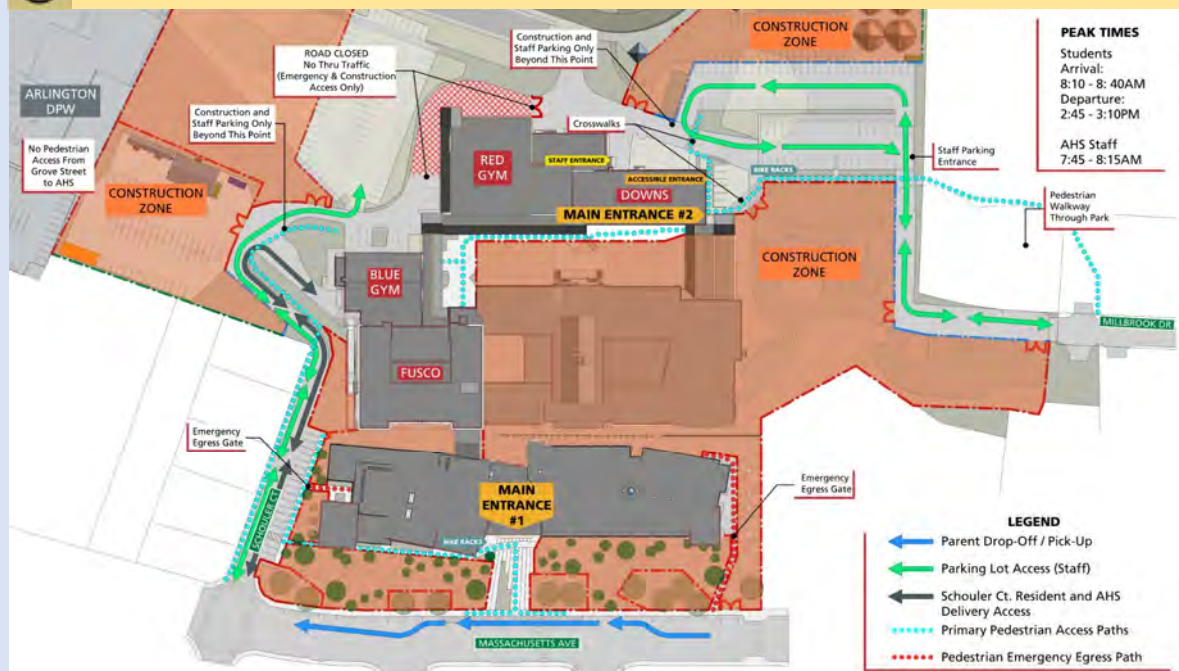 CONSTRUCTION
ZONE
PEAK TIMES
Students
Arrival:
8:10 - 8: 40AM
Departure:
2:45 - 3:10PM
AHS Staff
7:45 - 8:15AM
Construction and
Staff Parking Only
Beyond This Point
ROAD CLOSED
No Thru Traffic
(Emergency & Construction
Access Only)
ARLINGTON
DPW
Construction and
Staff Parking Only
Beyond This Point
Crosswalks
No Pedestrian
Access From
Grove Street
to AHS
CONSTRUCTION
ZONE
RED
GYM
STAFF ENTRANCE
ACCESSIBLE ENTRANCE
DOWNS
BIKE RACKS
Staff Parking
Entrance
MAIN ENTRANCE #2
Pedestrian
Walkway
Through Park
CONSTRUCTION
ZONE
BLUE
GYM
FUSCO
MILLBROOK DR
Emergency
Egress Gate
Emergency
Egress Gate
MAIN
ENTRANCE
#1
BIKE RACKS
SCHOULER CT
MASSACHUSETTS AVE
LEGEND
Parent Drop-Off / Pick-Up
Parking Lot Access (Staff)
Schouler Ct. Resident and AHS
Delivery Access
Primary Pedestrian Access Paths
Pedestrian Emergency Egress Path